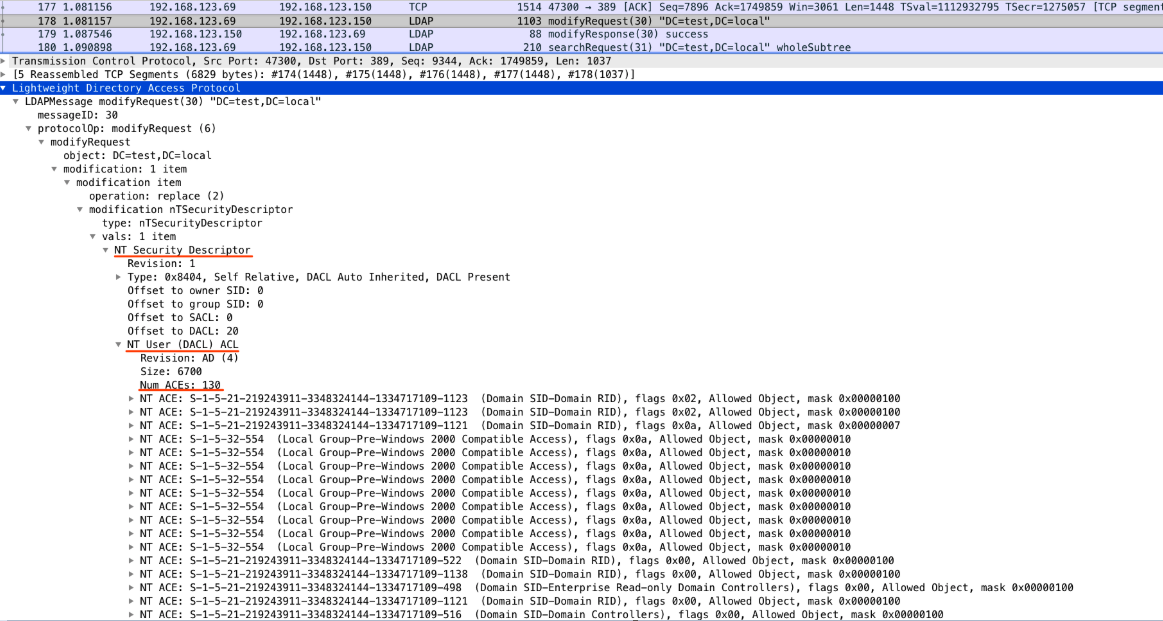 177 1.081156 192.168.123.69 192.168.123.150 TCP 1514 47300 → 389 [ACK] Seq=7896 Ack=1749859 Win=3061 Len=1448 TSval=1112932795 TSecr=1275057 [TCP segment
178 1.081157 192.168.123.69 192.168.123.150 LDAP 1103 modifyRequest(30) "DC=test,DC=local"
179 1.087546 192.168.123.150 192.168.123.69 LDAP 88 modifyResponse(30) success
180 1.090898 192.168.123.69 192.168.123.150 LDAP 210 searchRequest(31) "DC=test,DC=local" wholeSubtree
Transmission Control Protocol, Src Port: 47300, Dst Port: 389, Seq: 9344, Ack: 1749859, Len: 1037
[5 Reassembled TCP Segments (6829 bytes): #174(1448), #175(1448), #176(1448), #177(1448), #178(1037)]
Lightweight Directory Access Protocol
LDAPMessage modifyRequest(30) "DC=test,DC=local"
messageID: 30
protocolOp: modifyRequest (6)
modifyRequest
object: DC=test,DC=local
modification: 1 item
modification item
operation: replace (2)
modification nTSecurityDescriptor
type: nTSecurityDescriptor
vals: 1 item
NT Security Descriptor
Revision: 1
Type: 0x8404, Self Relative, DACL Auto Inherited, DACL Present
Offset to owner SID: 0
Offset to group SID: 0
Offset to SACL: 0
Offset to DACL: 20
NT User (DACL) ACL
Revision: AD (4)
Size: 6700
Num ACEs: 130
NT ACE: S-1-5-21-219243911-3348324144-1334717109-1123 (Domain SID-Domain RID), flags 0x02, Allowed Object, mask 0x00000100
NT ACE: S-1-5-21-219243911-3348324144-1334717109-1123 (Domain SID-Domain RID), flags 0x02, Allowed Object, mask 0x00000100
NT ACE: S-1-5-21-219243911-3348324144-1334717109-1121 (Domain SID-Domain RID), flags 0x0a, Allowed Object, mask 0x00000007
NT ACE: S-1-5-32-554 (Local Group-Pre-Windows 2000 Compatible Access), flags 0x0a, Allowed Object, mask 0x00000010
NT ACE: S-1-5-32-554 (Local Group-Pre-Windows 2000 Compatible Access), flags 0x0a, Allowed Object, mask 0x00000010
NT ACE: S-1-5-32-554 (Local Group-Pre-Windows 2000 Compatible Access), flags 0x0a, Allowed Object, mask 0x00000010
NT ACE: S-1-5-32-554 (Local Group-Pre-Windows 2000 Compatible Access), flags 0x0a, Allowed Object, mask 0x00000010
NT ACE: S-1-5-32-554 (Local Group-Pre-Windows 2000 Compatible Access), flags 0x0a, Allowed Object, mask 0x00000010
NT ACE: S-1-5-32-554 (Local Group-Pre-Windows 2000 Compatible Access), flags 0x0a, Allowed Object, mask 0x00000010
NT ACE: S-1-5-32-554 (Local Group-Pre-Windows 2000 Compatible Access), flags 0x0a, Allowed Object, mask 0x00000010
NT ACE: S-1-5-32-554 (Local Group-Pre-Windows 2000 Compatible Access), flags 0x0a, Allowed Object, mask 0x00000010
NT ACE: S-1-5-32-554 (Local Group-Pre-Windows 2000 Compatible Access), flags 0x0a, Allowed Object, mask 0x00000010
NT ACE: S-1-5-21-219243911-3348324144-1334717109-522 (Domain SID-Domain RID), flags 0x00, Allowed Object, mask 0x00000100
NT ACE: S-1-5-21-219243911-3348324144-1334717109-1138 (Domain SID-Domain RID), flags 0x00, Allowed Object, mask 0x00000100
NT ACE: S-1-5-21-219243911-3348324144-1334717109-498 (Domain SID-Enterprise Read-only Domain Controllers), flags 0x00, Allowed Object, mask 0x00000100
NT ACE: S-1-5-21-219243911-3348324144-1334717109-1121 (Domain SID-Domain RID), flags 0x00, Allowed Object, mask 0x00000100
NT ACE: S-1-5-21-219243911-3348324144-1334717109-516 (Domain SID-Domain Controllers), flags 0x00, Allowed Object, mask 0x00000100